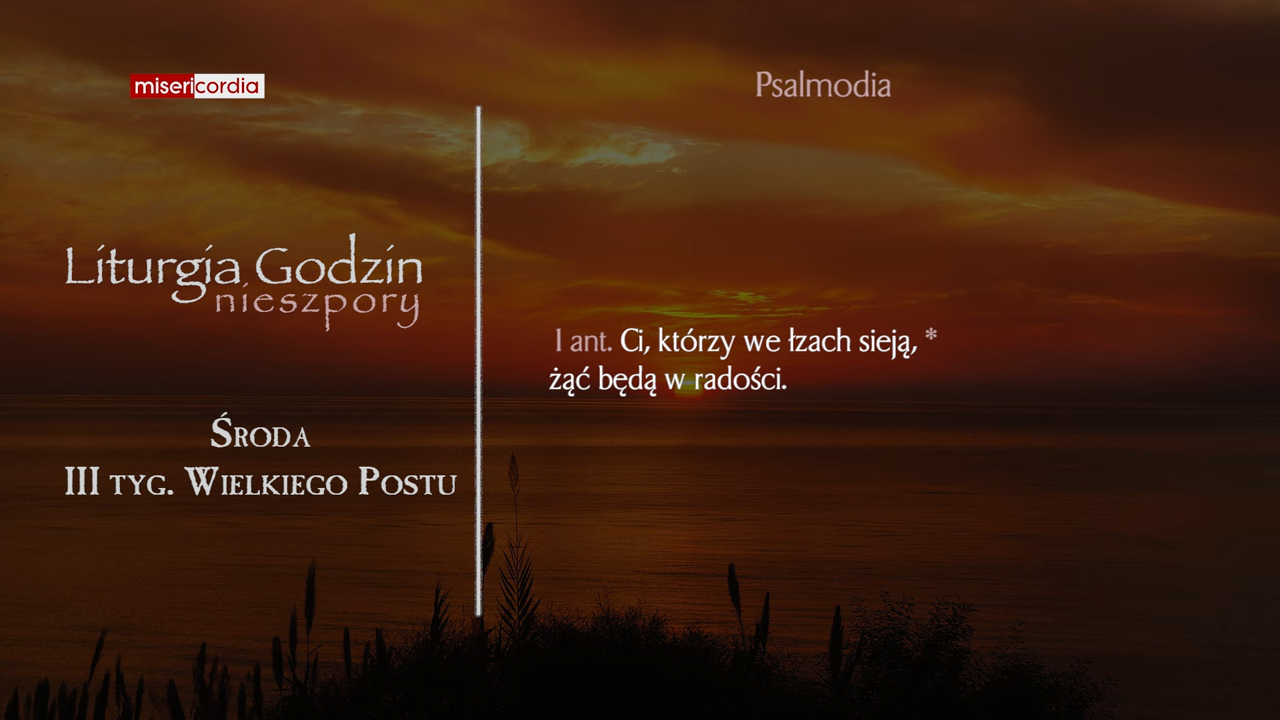 misericordia
Psalmodia
Liturgia Godzin
nieszpory
1 ant. Ci, którzy we łzach sieją, *
żąć będą w radości.
Środa
III tyg. Wielkiego Postu